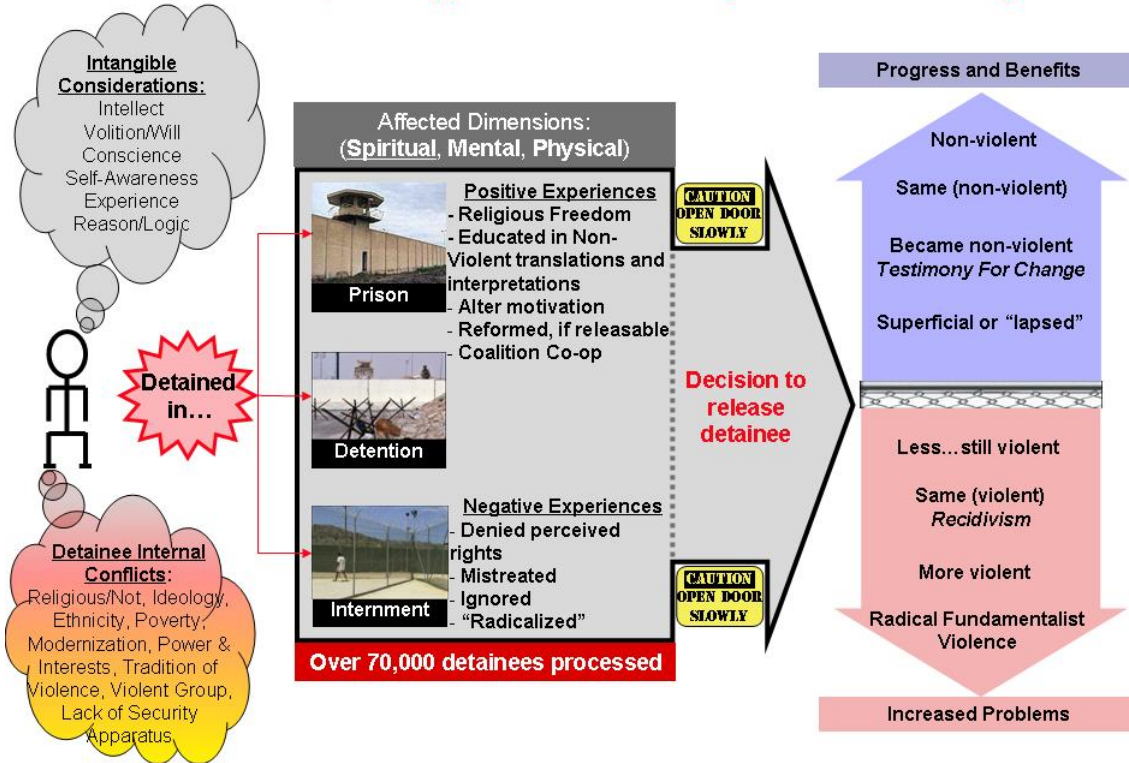 Intangible
Considerations:
Intellect
Volition/Will
Conscience
Self-Awareness
Experience
Reason/Logic
Detained
in…
Detainee Internal
Conflicts:
Religious/Not, Ideology,
Ethnicity, Poverty,
Modernization, Power &
Interests, Tradition of
Violence, Violent Group,
Lack of Security
Apparatus
Affected Dimensions:
(Spiritual, Mental, Physical)
Prison
Detention
Internment
Positive Experiences
- Religious Freedom
- Educated in Non-
Violent translations and
interpretations
- Alter motivation
- Reformed, if releasable
- Coalition Co-op
Negative Experiences
- Denied perceived
rights
- Mistreated
- Ignored
- “Radicalized”
Over 70,000 detainees processed
CAUTION
OPEN DOOR
SLOWLY
Decision to
release
detainee
CAUTION
OPEN DOOR
SLOWLY
Progress and Benefits
Non-violent
Same (non-violent)
Became non-violent
Testimony For Change
Superficial or “lapsed”
Less…still violent
Same (violent)
Recidivism
More violent
Radical Fundamentalist
Violence
Increased Problems